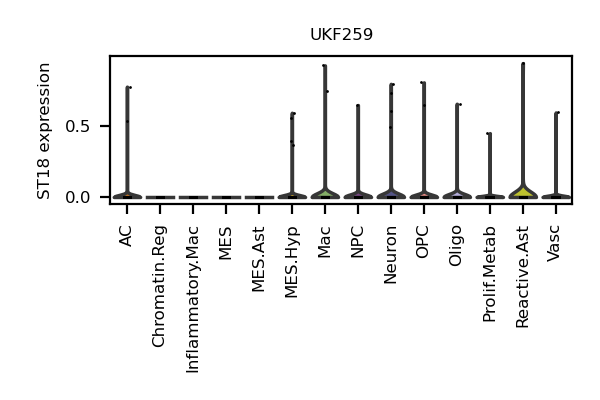 UKF259
ST18 expression
0.5
0.0
AC
Chromatin.Reg
Inflammatory.Mac
MES
MES.Ast
MES.Hyp
Mac
NPC
Neuron
OPC
Oligo
Prolif.Metab
Reactive.Ast
Vasc